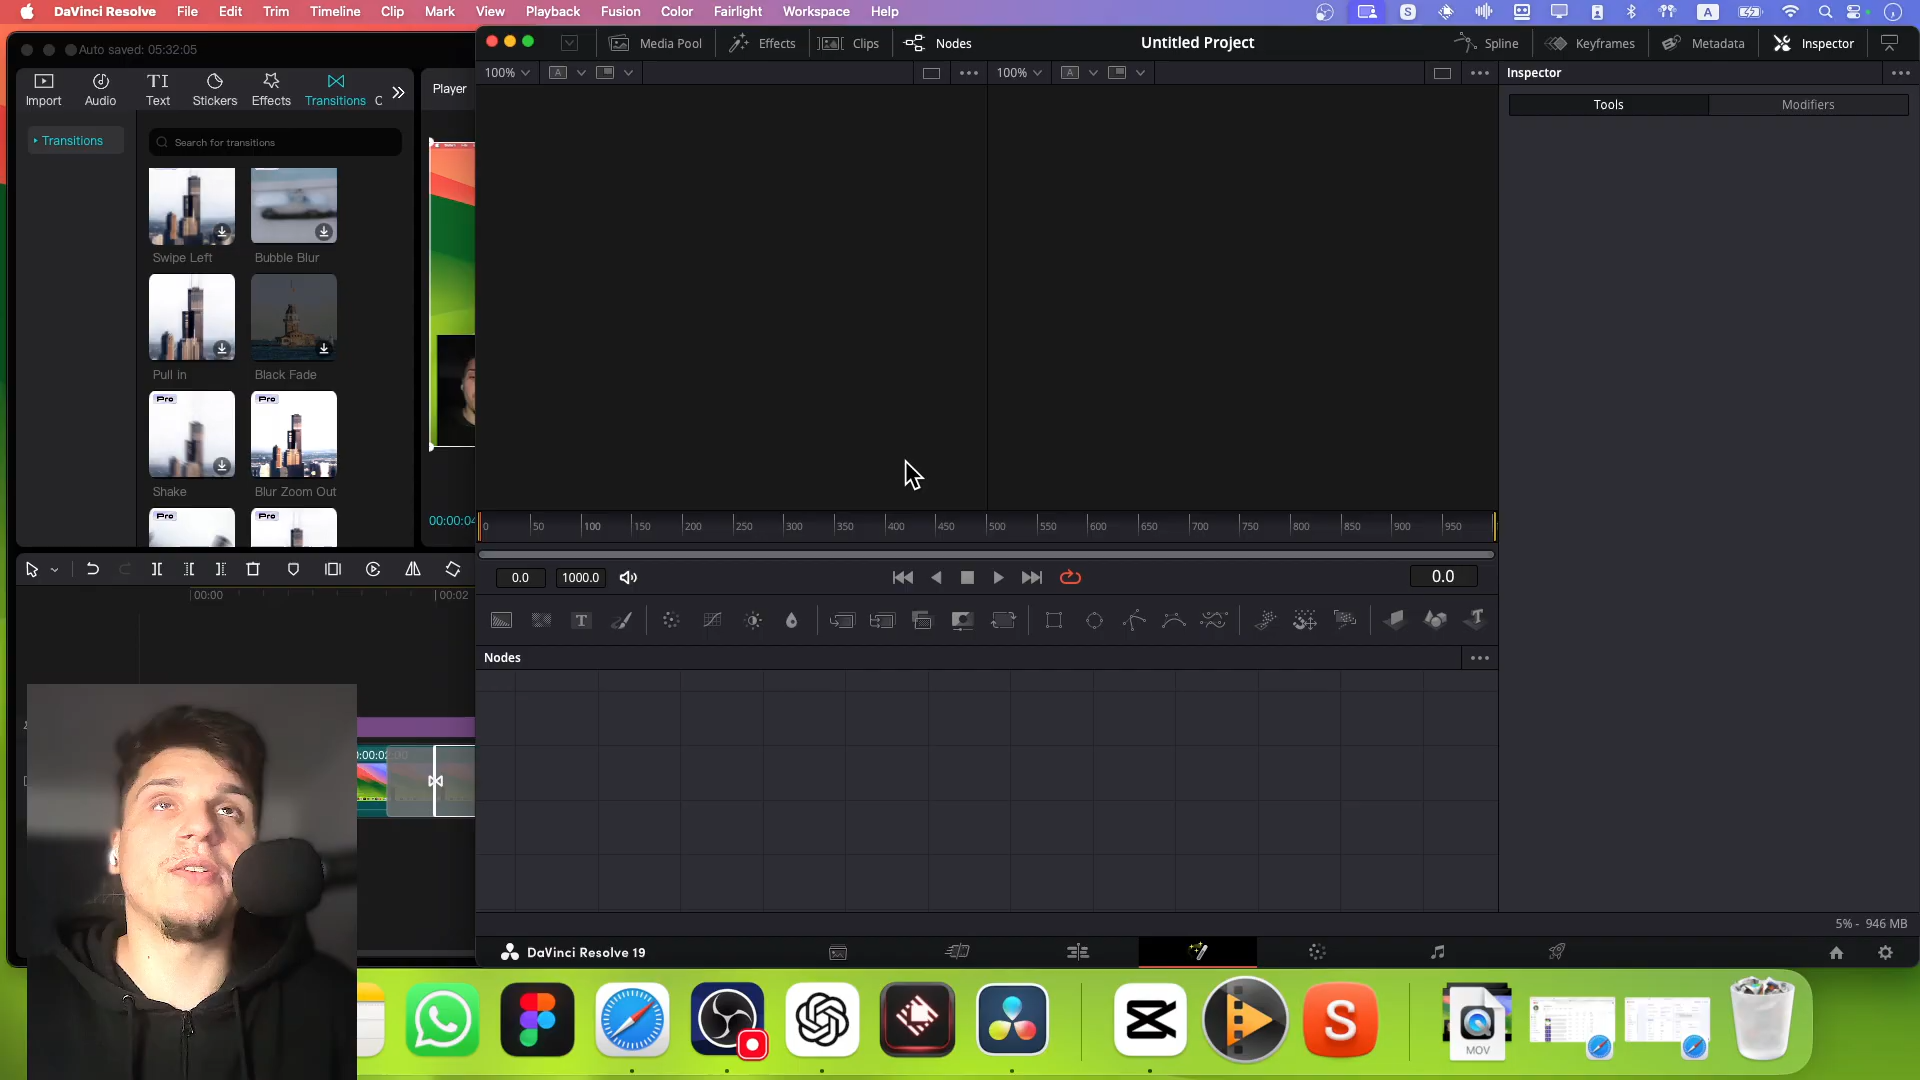 DaVinci Resolve File Edit Trim Timeline Clip Mark View Playback Fusion Color Fairlight Workspace Help
Auto saved: 05:32:05
Import Audio Text Stickers Effects Transitions
Player
Transitions
Search for transitions
Swipe Left Bubble Blur
Pull in Black Fade
Pro Pro
Shake Blur Zoom Out
Pro Pro
00:00:04
00:00 00:02
Media Pool Effects Clips Nodes
Untitled Project
Spline Keyframes Metadata Inspector
100% 100%
Inspector
Tools Modifiers
0 50 100 150 200 250 300 350 400 450 500 550 600 650 700 750 800 850 900 950
0.0 1000.0 0.0
Nodes
5% - 946 MB
DaVinci Resolve 19
MOV